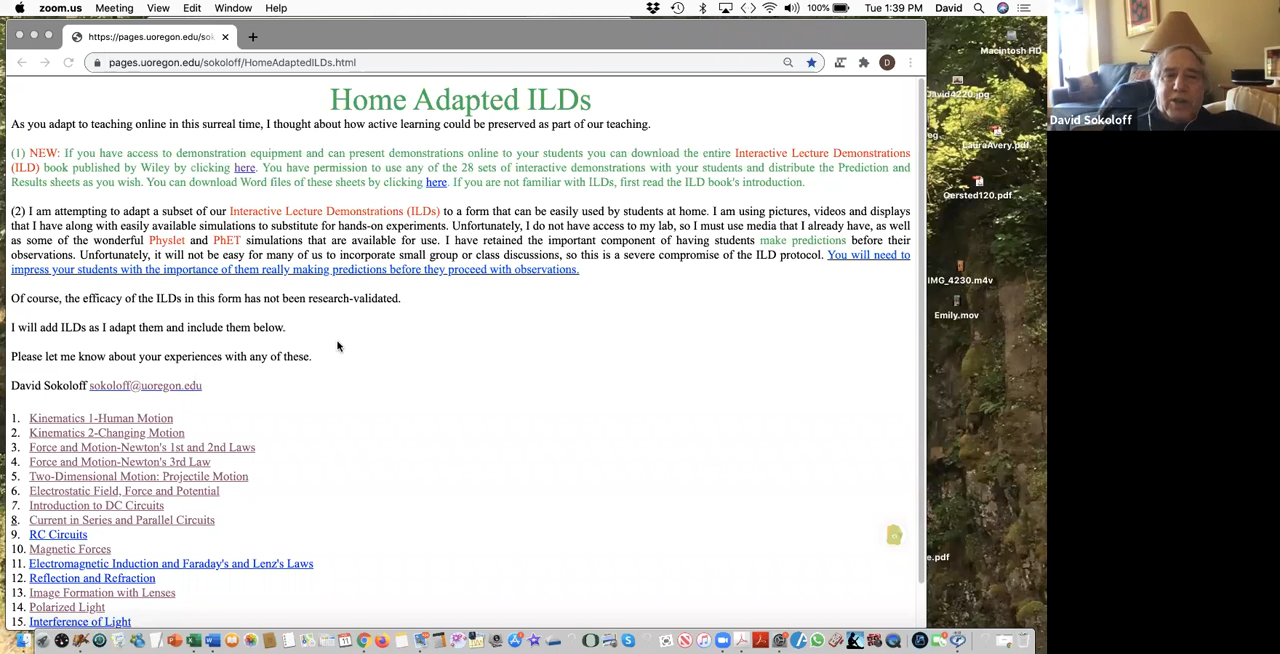 zoom.us Meeting View Edit Window Help
100% Tue 1:39 PM David
https://pages.uoregon.edu/so
pages.uoregon.edu/sokoloff/HomeAdaptedILDs.html
D
Home Adapted ILDs
As you adapt to teaching online in this surreal time, I thought about how active learning could be preserved as part of our teaching.
(1) NEW: If you have access to demonstration equipment and can present demonstrations online to your students you can download the entire Interactive Lecture Demonstrations
(ILD) book published by Wiley by clicking here. You have permission to use any of the 28 sets of interactive demonstrations with your students and distribute the Prediction and
Results sheets as you wish. You can download Word files of these sheets by clicking here. If you are not familiar with ILDs, first read the ILD book's introduction.
(2) I am attempting to adapt a subset of our Interactive Lecture Demonstrations (ILDs) to a form that can be easily used by students at home. I am using pictures, videos and displays
that I have along with easily available simulations to substitute for hands-on experiments. Unfortunately, I do not have access to my lab, so I must use media that I already have, as well
as some of the wonderful Physlet and PhET simulations that are available for use. I have retained the important component of having students make predictions before their
observations. Unfortunately, it will not be easy for many of us to incorporate small group or class discussions, so this is a severe compromise of the ILD protocol. You will need to
impress your students with the importance of them really making predictions before they proceed with observations.
Of course, the efficacy of the ILDs in this form has not been research-validated.
I will add ILDs as I adapt them and include them below.
Please let me know about your experiences with any of these.
David Sokoloff sokoloff@uoregon.edu
1. Kinematics 1-Human Motion
2. Kinematics 2-Changing Motion
3. Force and Motion-Newton's 1st and 2nd Laws
4. Force and Motion-Newton's 3rd Law
5. Two-Dimensional Motion: Projectile Motion
6. Electrostatic Field, Force and Potential
7. Introduction to DC Circuits
8. Current in Series and Parallel Circuits
9. RC Circuits
10. Magnetic Forces
11. Electromagnetic Induction and Faraday's and Lenz's Laws
12. Reflection and Refraction
13. Image Formation with Lenses
14. Polarized Light
15. Interference of Light
Macintosh HD
David4220.jpg
eg
LauraAvery.pdf
Oersted120.pdf
IMG_4230.m4v
Emily.mov
e.pdf
David Sokoloff